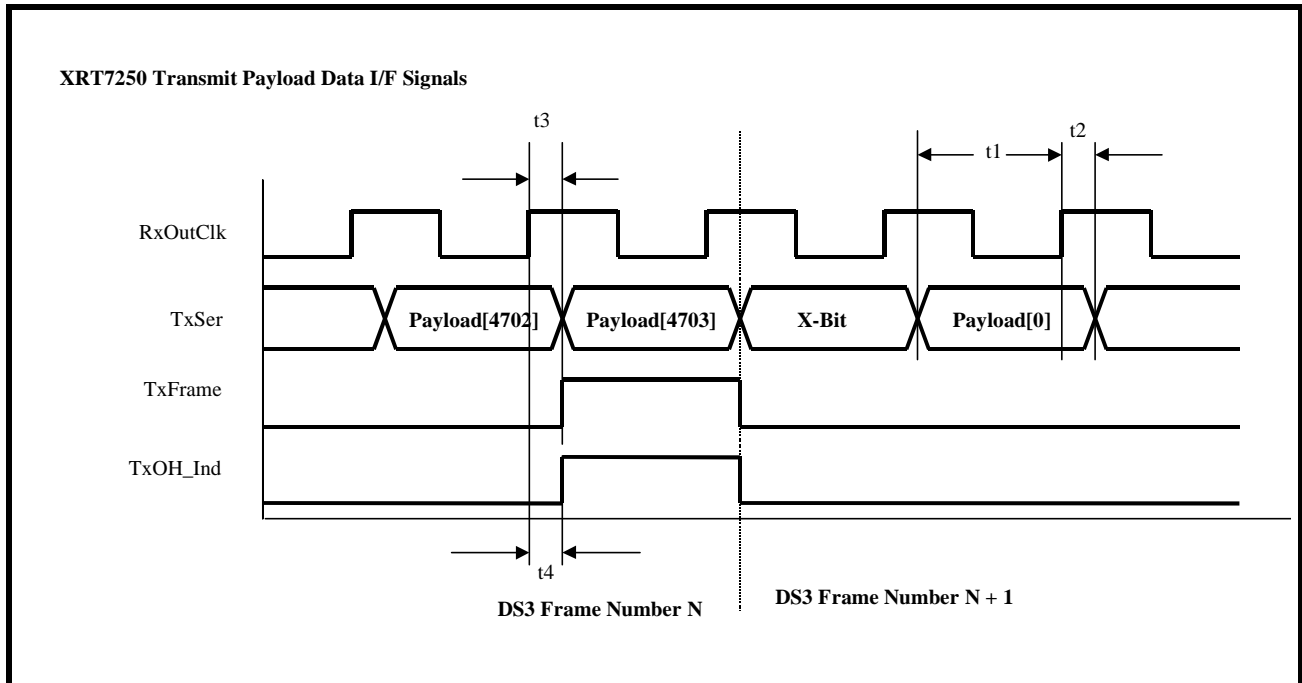 XRT7250 Transmit Payload Data I/F Signals
t3
t2
t1
RxOutClk
TxSer
Payload[4702]
Payload[4703]
X-Bit
Payload[0]
TxFrame
TxOH_Ind
t4
DS3 Frame Number N
DS3 Frame Number N + 1